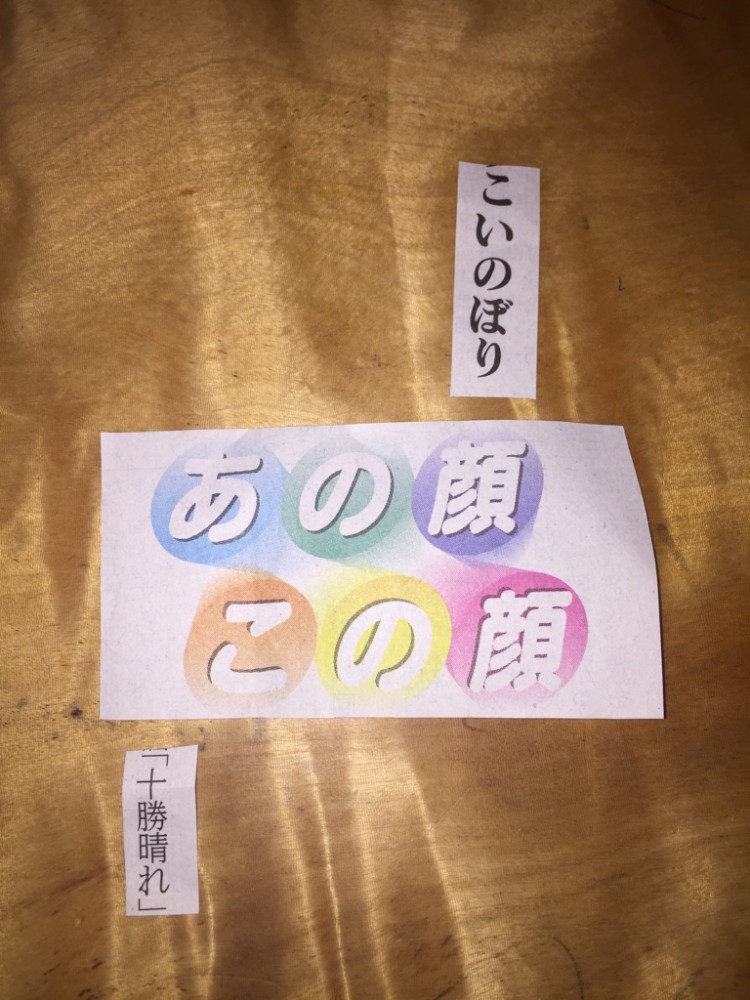 こいのぼり
あの顔
この顔
「十勝晴れ」